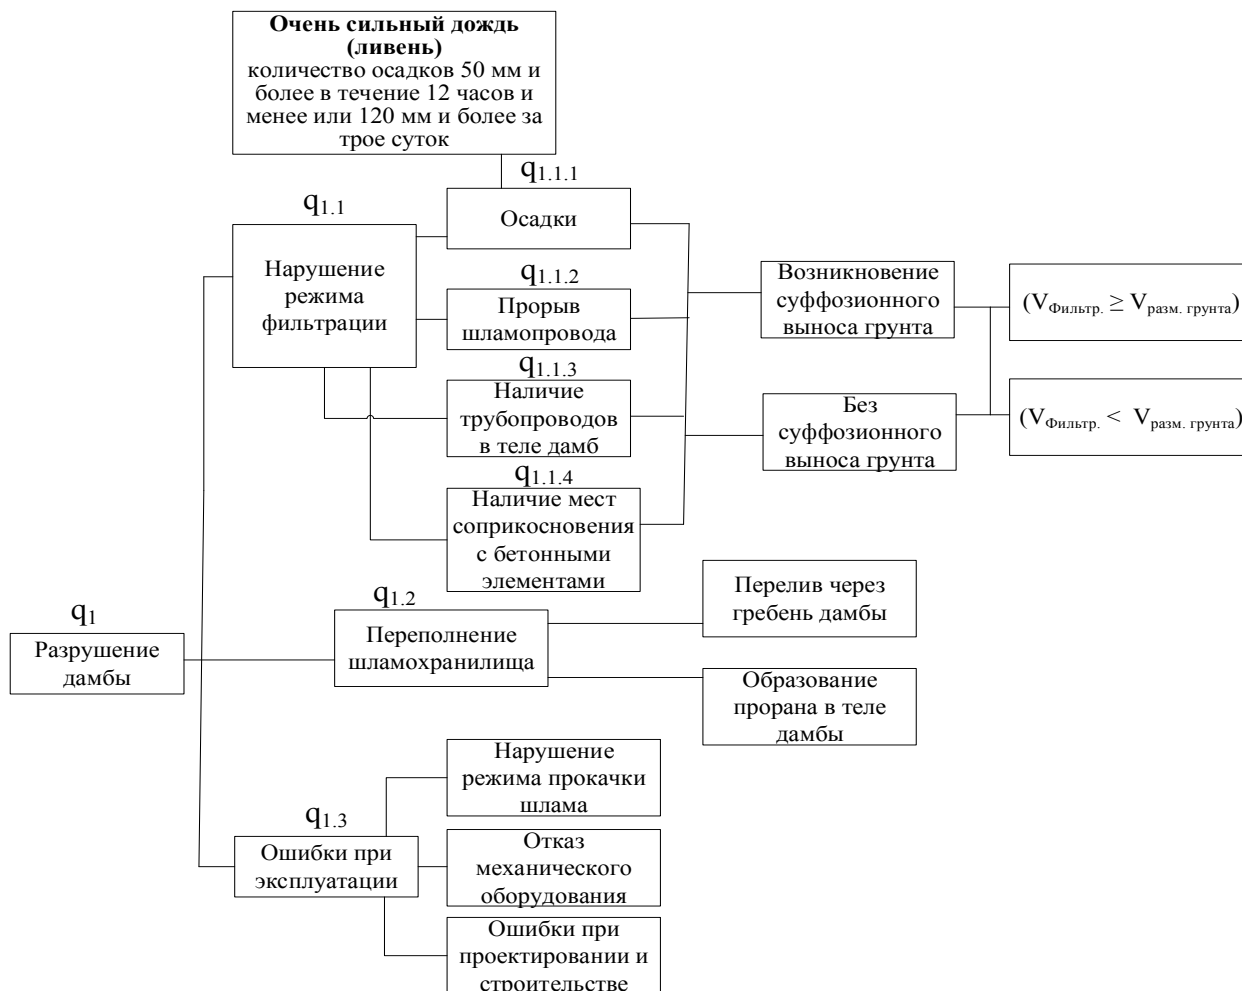 Очень сильный дождь
(ливень)
количество осадков 50 мм и
более в течение 12 часов и
менее или 120 мм и более за
трое суток
q1.1.1
Осадки
q1.1
Нарушение
режима
фильтрации
q1.1.2
Прорыв
шламопровода
q1.1.3
Наличие
трубопроводов
в теле дамб
q1.1.4
Наличие мест
соприкосновения
с бетонными
элементами
Возникновение
суффозионного
выноса грунта
(VФильтр. ≥ Vразм. грунта)
Без
суффозионного
выноса грунта
(VФильтр. < Vразм. грунта)
q1
Разрушение
дамбы
q1.2
Переполнение
шламохранилища
Перелив через
гребень дамбы
Образование
прорана в теле
дамбы
q1.3
Ошибки при
эксплуатации
Нарушение
режима прокачки
шлама
Отказ
механического
оборудования
Ошибки при
проектировании и
строительстве